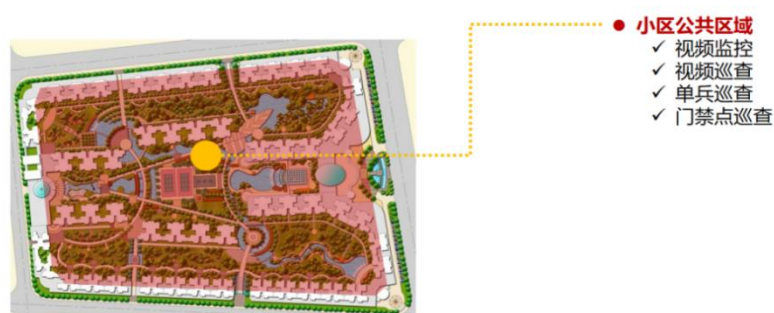 小区公共区域
✓ 视频监控
✓ 视频巡查
✓ 单兵巡查
✓ 门禁点巡查